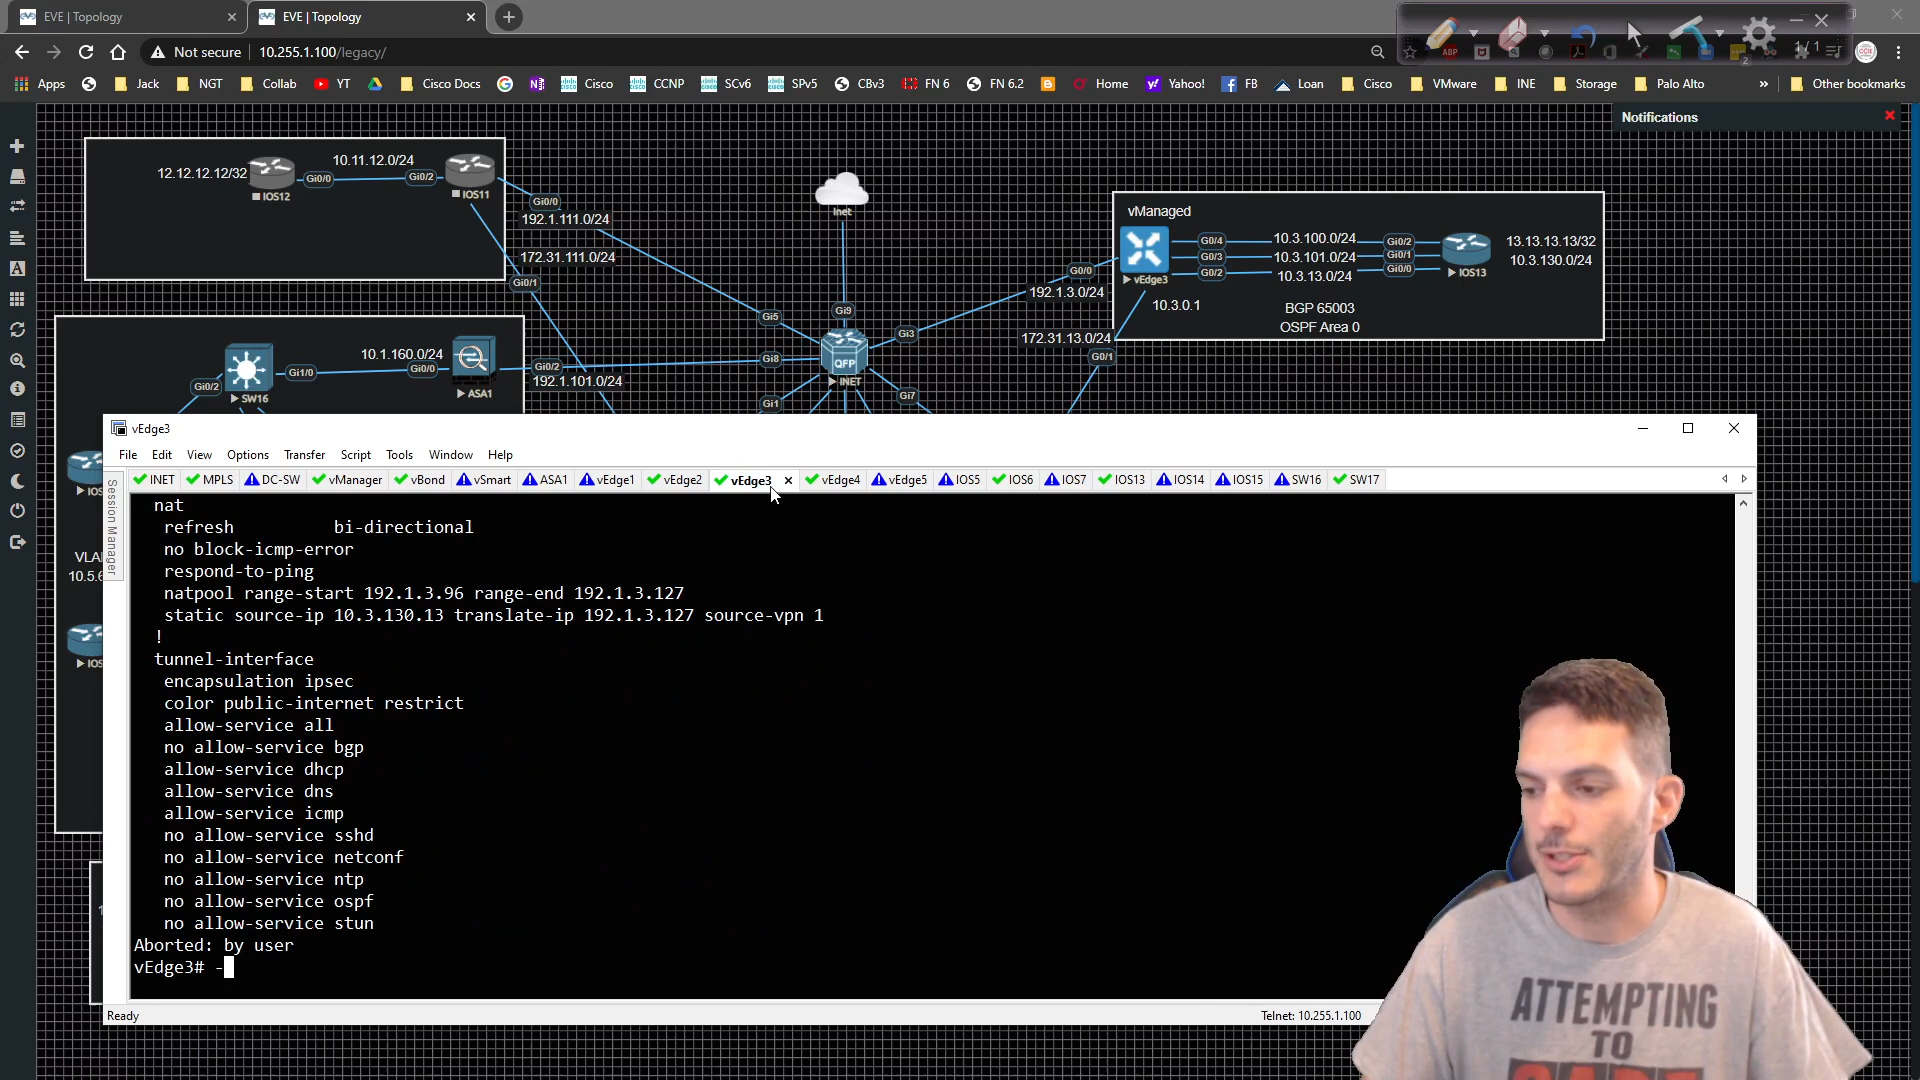 EVE | Topology
EVE | Topology
Not secure
10.255.1.100/legacy/
1 / 1
Apps
Jack
NGT
Collab
YT
Cisco Docs
Cisco
CCNP
SCv6
SPv5
CBv3
FN 6
FN 6.2
Home
Yahoo!
FB
Loan
Cisco
VMware
INE
Storage
Palo Alto
»
Other bookmarks
Notifications
12.12.12.12/32
IOS12
Gi0/0
10.11.12.0/24
Gi0/2
IOS11
Gi0/0
192.1.111.0/24
172.31.111.0/24
Gi0/1
Inet
Gi9
Gi5
Gi3
Gi8
QFP
INET
Gi1
Gi7
vManaged
vEdge3
G0/4
10.3.100.0/24
Gi0/2
G0/3
10.3.101.0/24
Gi0/1
G0/2
10.3.13.0/24
Gi0/0
IOS13
13.13.13.13/32
10.3.130.0/24
10.3.0.1
BGP 65003
OSPF Area 0
G0/0
192.1.3.0/24
172.31.13.0/24
G0/1
10.1.160.0/24
Gi0/2
SW16
Gi1/0
Gi0/0
ASA1
Gi0/2
192.1.101.0/24
vEdge3
File Edit View Options Transfer Script Tools Window Help
INET MPLS DC-SW vManager vBond vSmart ASA1 vEdge1 vEdge2 vEdge3 vEdge4 vEdge5 IOS5 IOS6 IOS7 IOS13 IOS14 IOS15 SW16 SW17
Session Manager
nat
refresh bi-directional
no block-icmp-error
respond-to-ping
natpool range-start 192.1.3.96 range-end 192.1.3.127
static source-ip 10.3.130.13 translate-ip 192.1.3.127 source-vpn 1
!
tunnel-interface
encapsulation ipsec
color public-internet restrict
allow-service all
no allow-service bgp
allow-service dhcp
allow-service dns
allow-service icmp
no allow-service sshd
no allow-service netconf
no allow-service ntp
no allow-service ospf
no allow-service stun
Aborted: by user
vEdge3# -
Ready
Telnet: 10.255.1.100
ATTEMPTING
TO